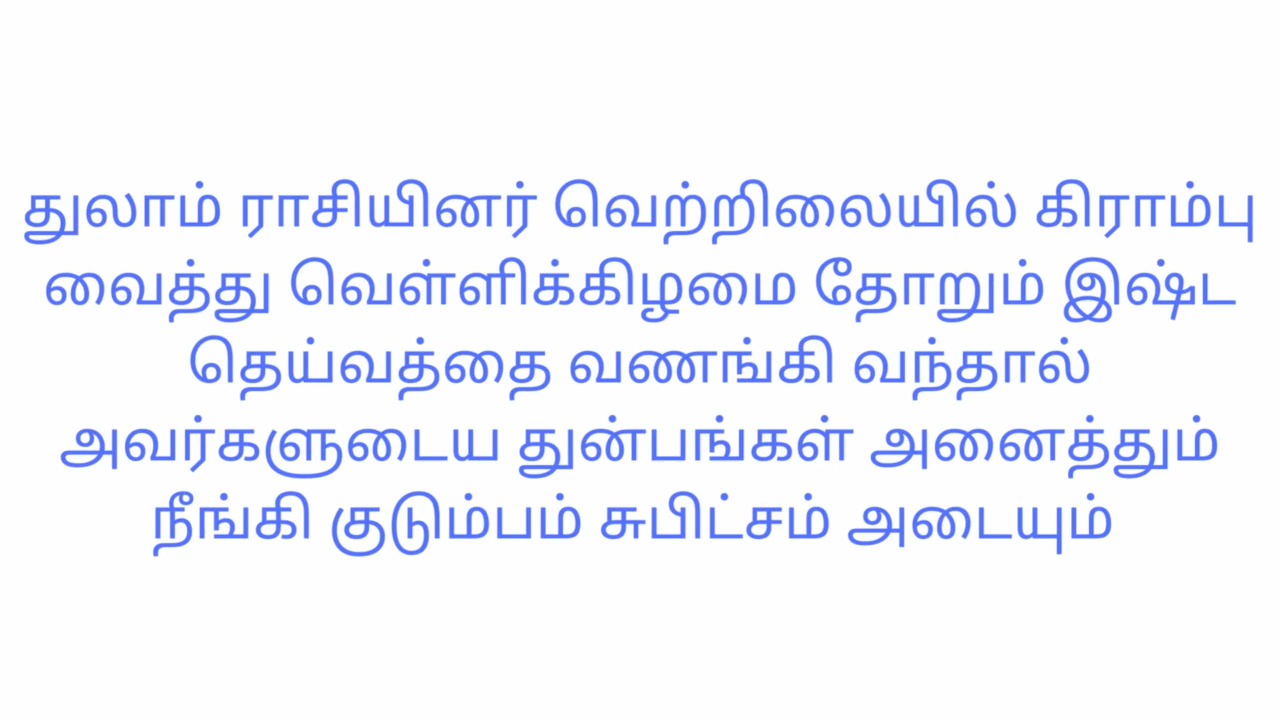 துலாம் ராசியினர் வெற்றிலையில் கிராம்பு
வைத்து வெள்ளிக்கிழமை தோறும் இஷ்ட
தெய்வத்தை வணங்கி வந்தால்
அவர்களுடைய துன்பங்கள் அனைத்தும்
நீங்கி குடும்பம் சுபிட்சம் அடையும்